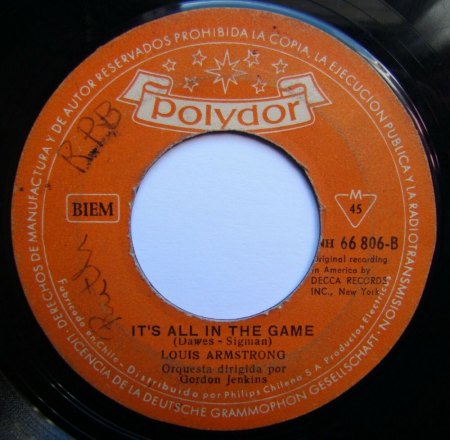 DERECHOS DE MANUFACTURA Y DE AUTOR RESERVADOS PROHIBIDA LA COPIA, LA EJECUCION PUBLICA Y LA RADIOTRANSMISION
Polydor
K.B.B
BIEM
M
45
NH 66 806-B
Original recording
in America by
DECCA RECORDS
INC., New York
IT'S ALL IN THE GAME
(Dawes - Sigman)
LOUIS ARMSTRONG
Orquesta dirigida por
Gordon Jenkins
Fabricado en Chile - Distribuido por Philips Chilena S A Productos Electricos
LICENCIA DE LA DEUTSCHE GRAMMOPHON GESELLSCHAFT